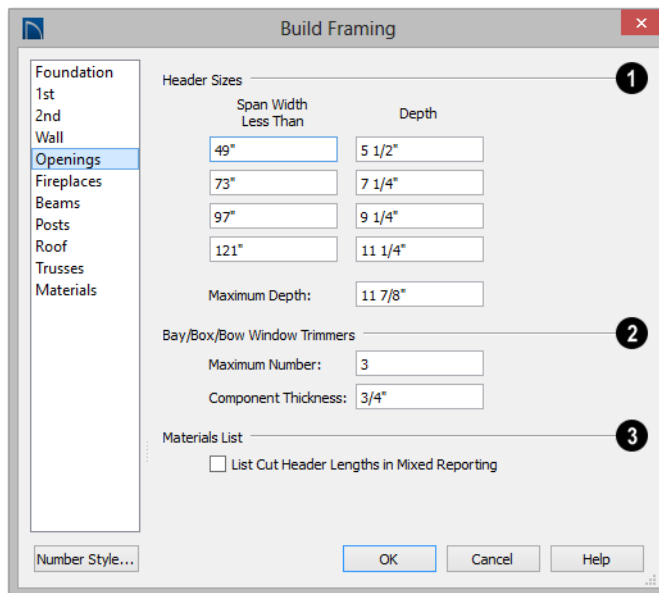 Build Framing
Foundation
1st
2nd
Wall
Openings
Fireplaces
Beams
Posts
Roof
Trusses
Materials
Header Sizes
1
Span Width
Less Than
Depth
49"
5 1/2"
73"
7 1/4"
97"
9 1/4"
121"
11 1/4"
Maximum Depth:
11 7/8"
Bay/Box/Bow Window Trimmers
2
Maximum Number:
3
Component Thickness:
3/4"
Materials List
3
List Cut Header Lengths in Mixed Reporting
Number Style...
OK
Cancel
Help